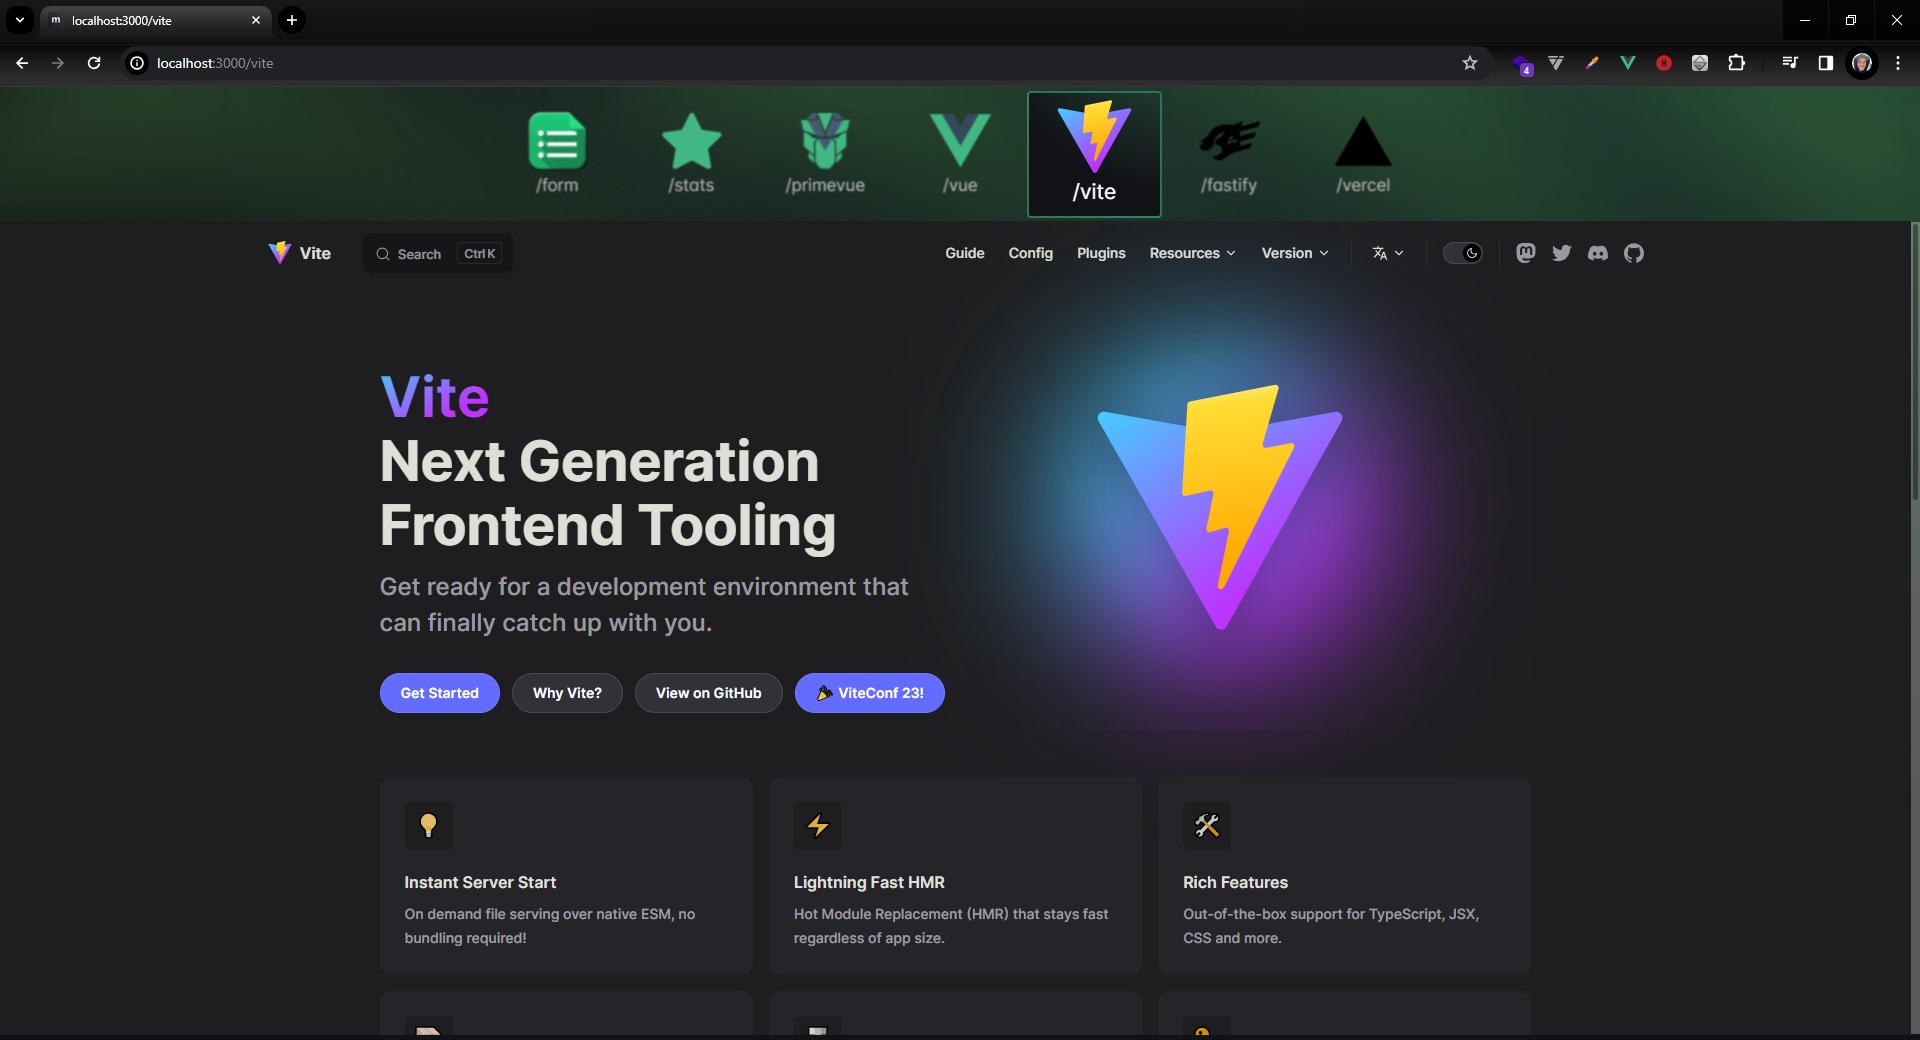 localhost:3000/vite
localhost:3000/vite
4
/form
/stats
/primevue
/vue
/vite
/fastify
/vercel
Vite
Search
Ctrl K
Guide
Config
Plugins
Resources
Version
Vite
Next Generation
Frontend Tooling
Get ready for a development environment that
can finally catch up with you.
Get Started
Why Vite?
View on GitHub
🎉 ViteConf 23!
Instant Server Start
On demand file serving over native ESM, no
bundling required!
Lightning Fast HMR
Hot Module Replacement (HMR) that stays fast
regardless of app size.
Rich Features
Out-of-the-box support for TypeScript, JSX,
CSS and more.